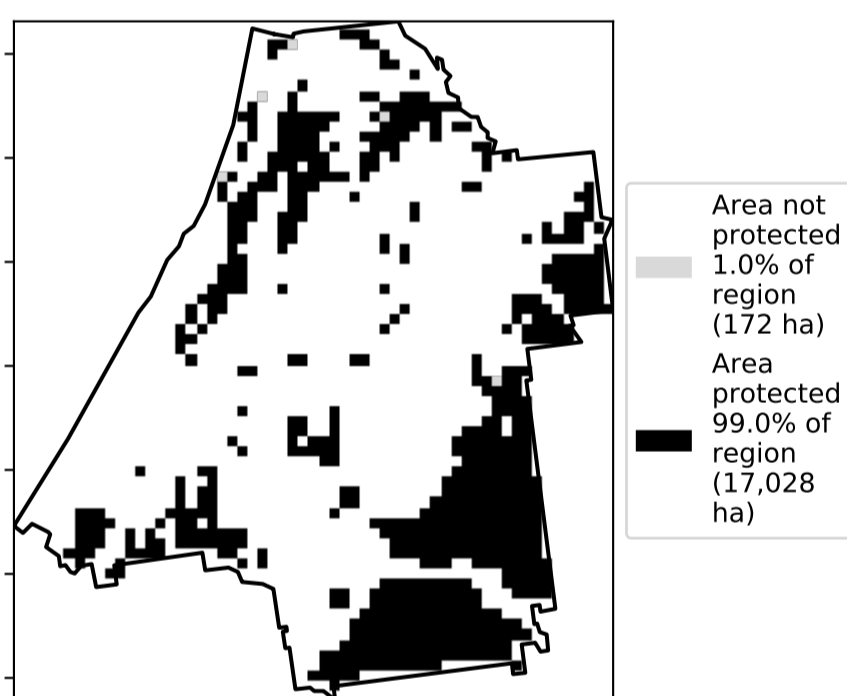 Area not
protected
1.0% of
region
(172 ha)
Area
protected
99.0% of
region
(17,028
ha)